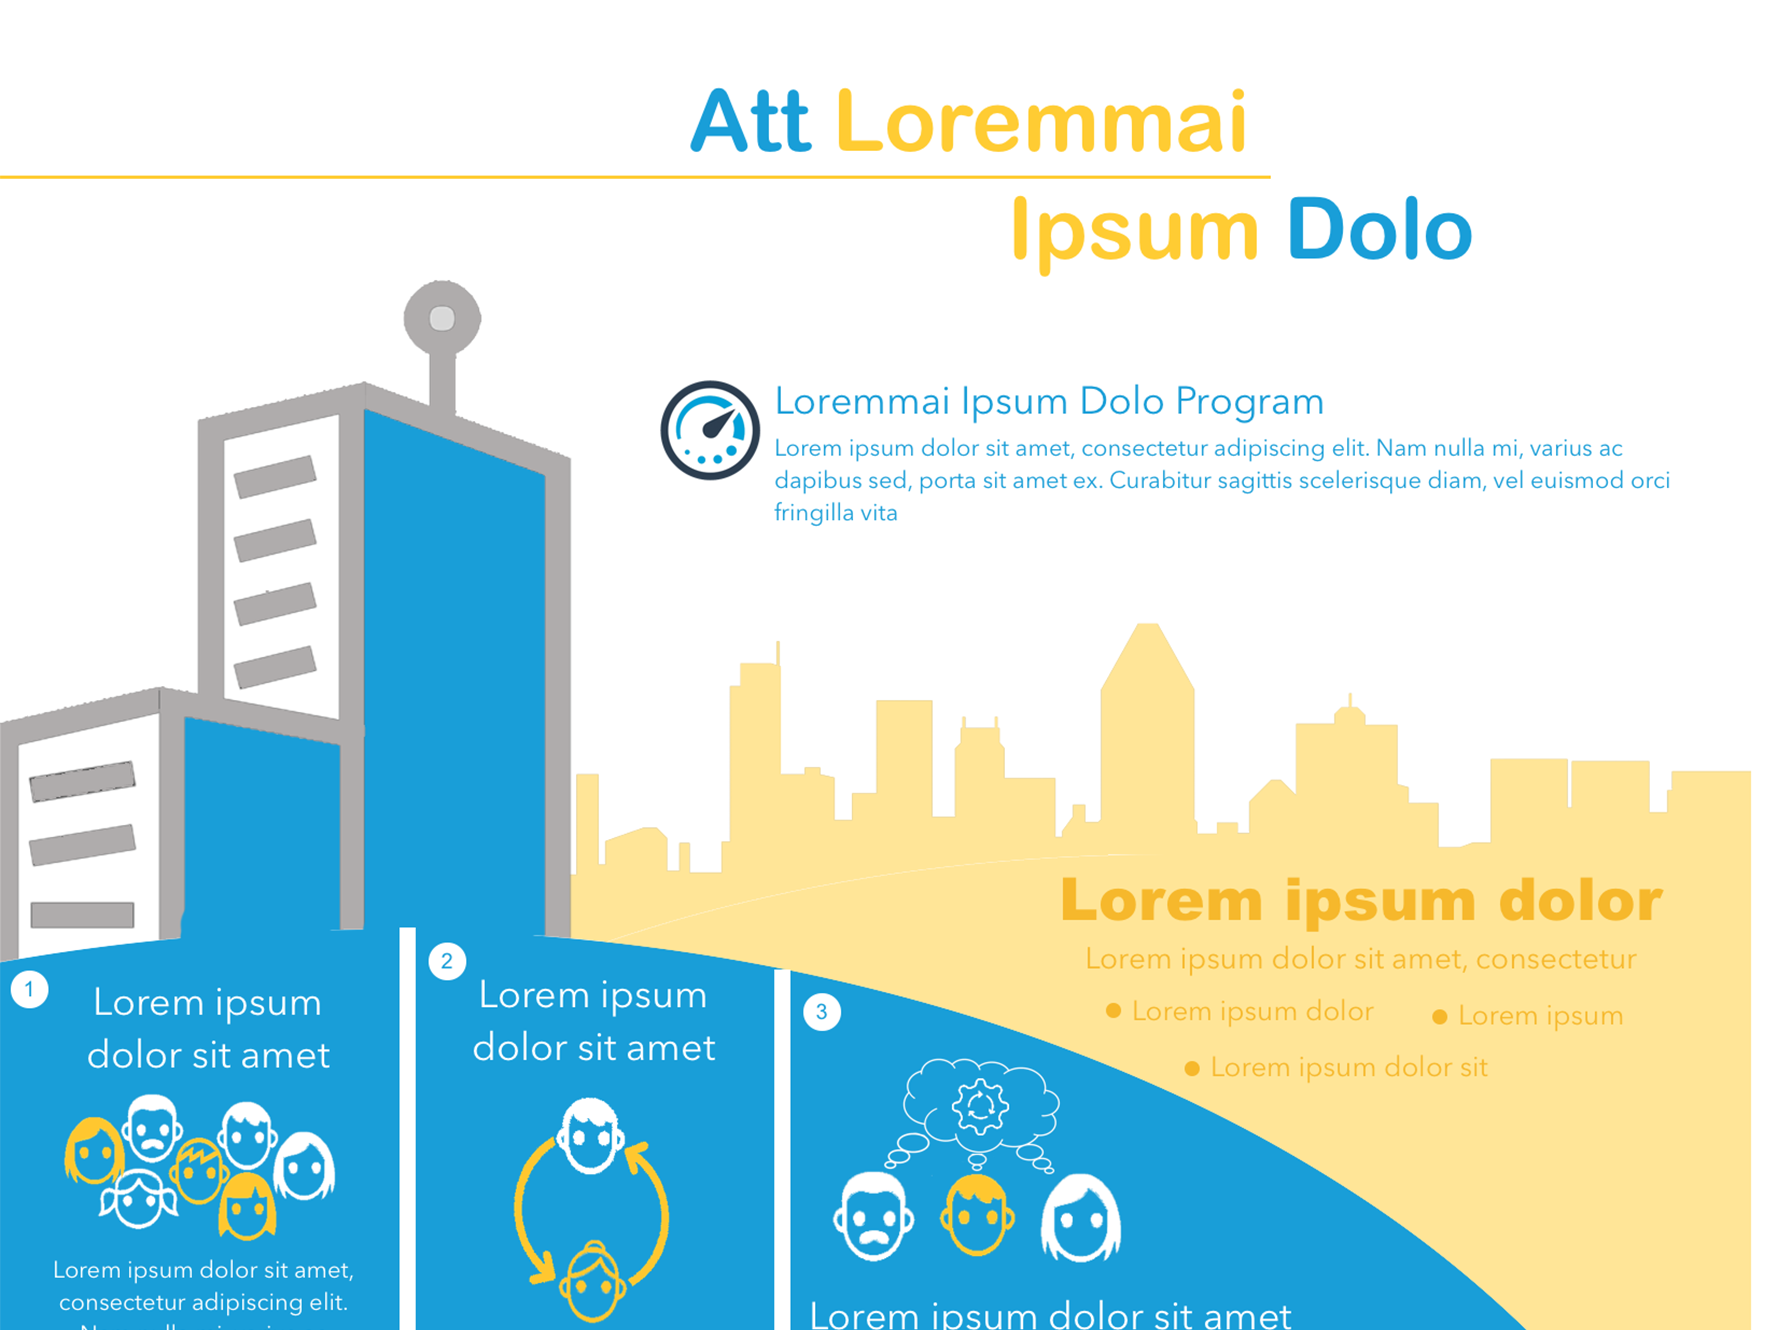 Att Loremmai
Ipsum Dolo
Loremmai Ipsum Dolo Program
Lorem ipsum dolor sit amet, consectetur adipiscing elit. Nam nulla mi, varius ac
dapibus sed, porta sit amet ex. Curabitur sagittis scelerisque diam, vel euismod orci
fringilla vita
Lorem ipsum dolor
Lorem ipsum dolor sit amet, consectetur
● Lorem ipsum dolor
● Lorem ipsum
● Lorem ipsum dolor sit
1
Lorem ipsum
dolor sit amet
Lorem ipsum dolor sit amet,
consectetur adipiscing elit.
2
Lorem ipsum
dolor sit amet
3
Lorem ipsum dolor sit amet